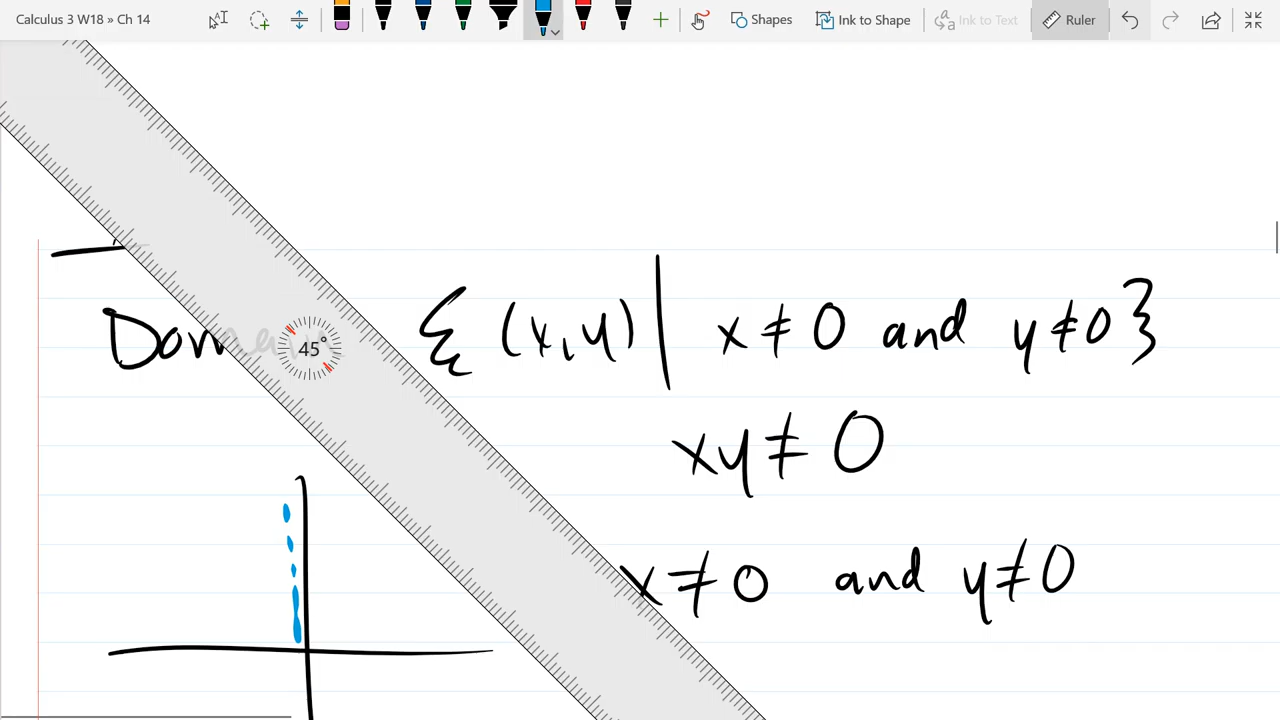 Calculus 3 W18 » Ch 14
Shapes Ink to Shape Ink to Text Ruler
Domain {(x,y) | x ≠ 0 and y ≠ 0}
45°
xy ≠ 0
x ≠ 0 and y ≠ 0